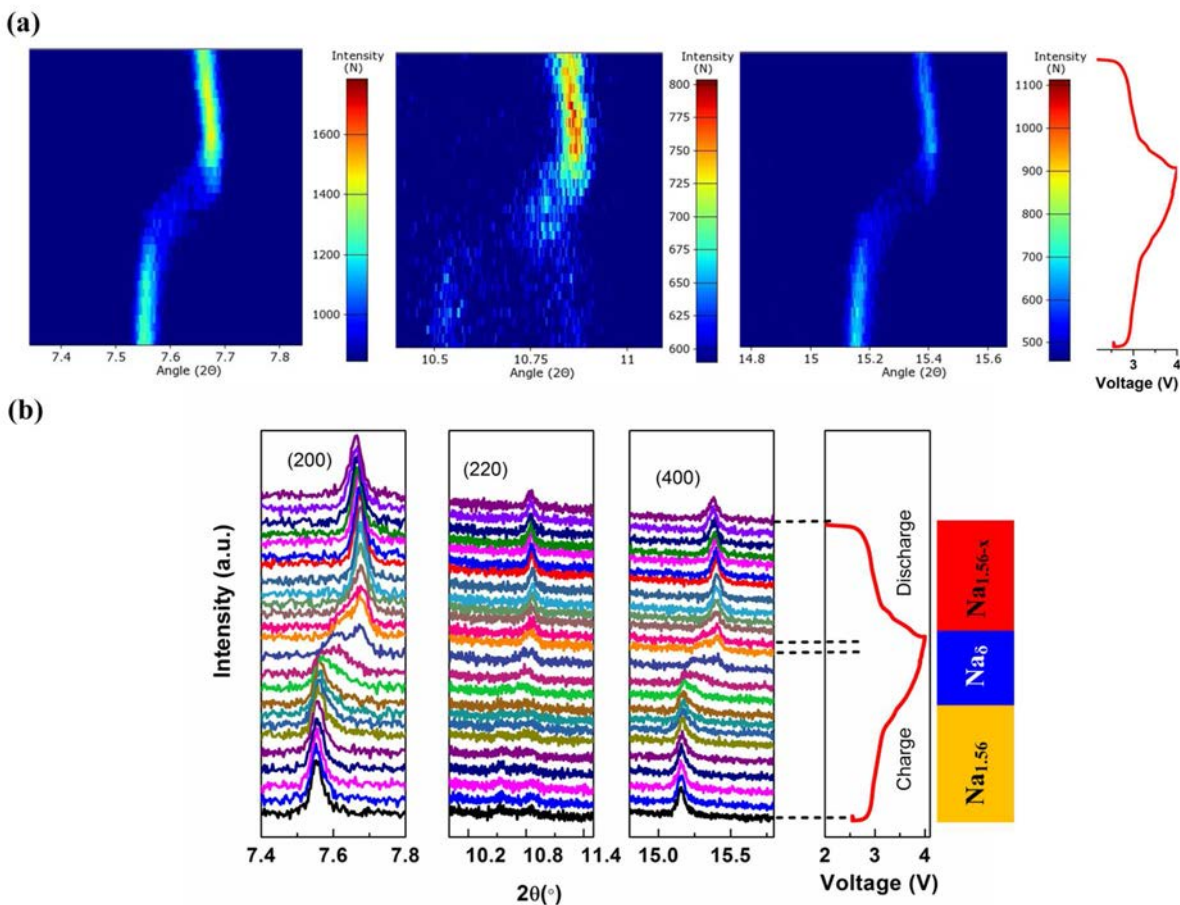 (a)
Intensity
(N)
1600
1400
1200
1000
7.4 7.5 7.6 7.7 7.8
Angle (2Θ)
Intensity
(N)
800
775
750
725
700
675
650
625
600
10.5 10.75 11
Angle (2Θ)
Intensity
(N)
1100
1000
900
800
700
600
500
14.8 15 15.2 15.4 15.6
Angle (2Θ)
3 4
Voltage (V)
(b)
Intensity (a.u.)
(200)
7.4 7.6 7.8
(220)
10.2 10.8 11.4
2θ(°)
(400)
15.0 15.5
Discharge
Charge
2 3 4
Voltage (V)
Na1.56-x
Naδ
Na1.56